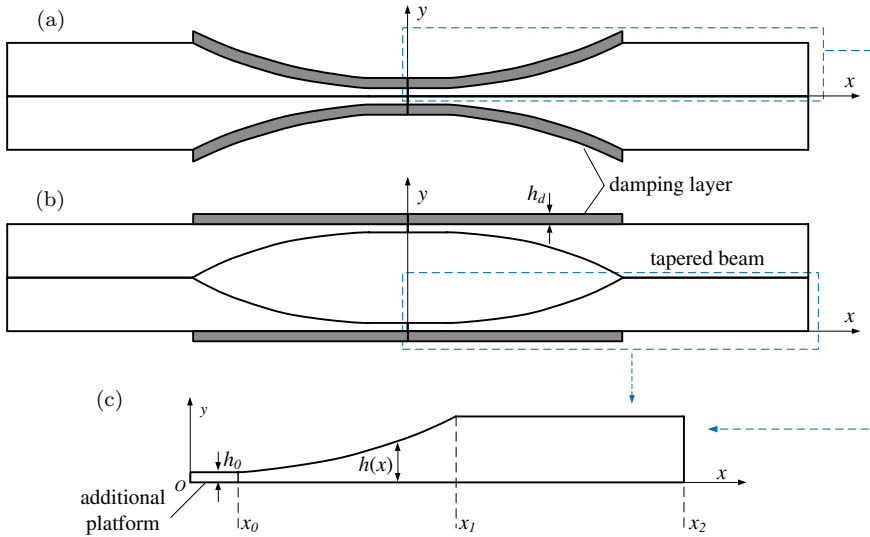 (a)
y
x
damping layer
(b)
y
h_d
tapered beam
x
(c)
y
h_0
h(x)
O
x
additional
platform
x_0
x_1
x_2